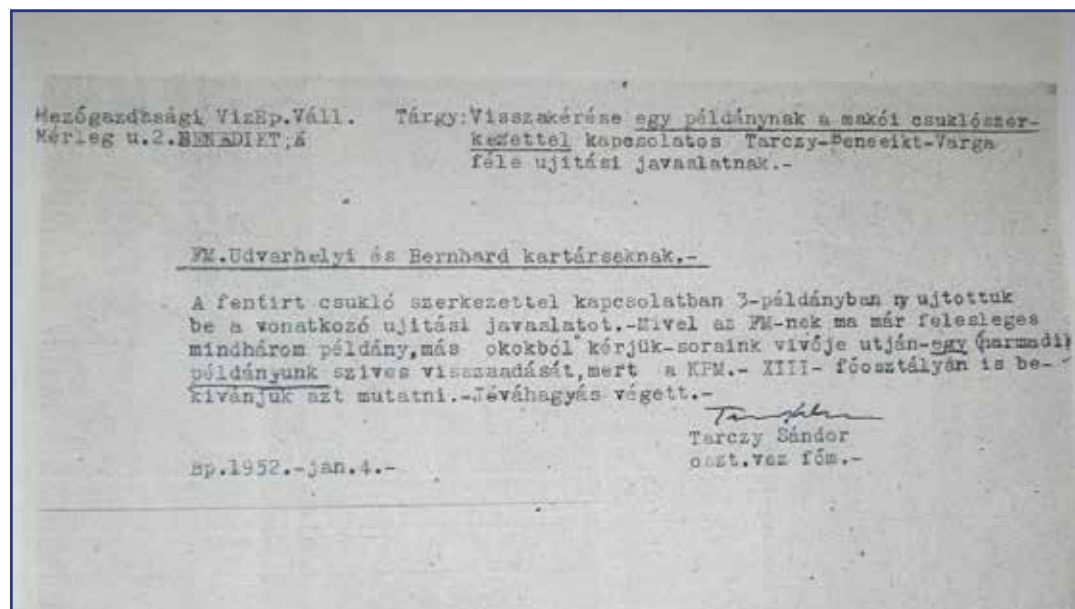 Mezőgazdasági VizEp.Váll. Tárgy:Visszakérése egy példánynak a makói csuklószer-
Mérleg u.2.BENEDIKT;Á kezettel kapcsolatos Tarczy-Beneeikt-Varga
féle ujitási javaslatnak.-
FM.Udvarhelyi és Bernhard kartárseknak.-
A fentirt csukló szerkezettel kapcsolatban 3-példányban nyujtottuk
be a vonatkozó ujitási javaslatot.-Mivel az FM-nek ma már felesleges
mindhárom példány,más okokból kérjük-soraink vivője utján-egy (harmadi)
példányunk szives visszaadását,mert a KPM.- XIII- főosztályán is be-
kivánjuk azt mutatni.-Jóváhagyás végett.-
Tarczy Sándor
oszt.vez főm.-
Bp.1952.-jan.4.-